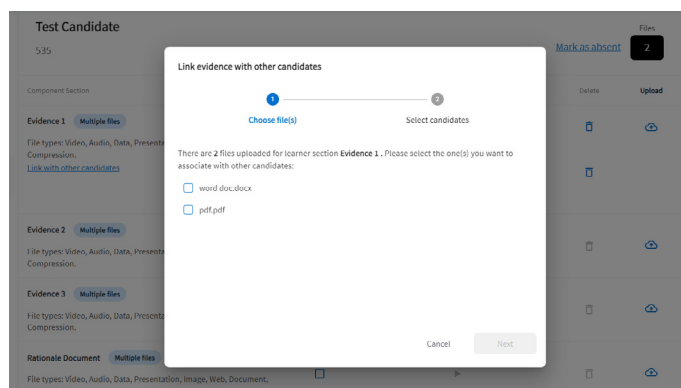 Test Candidate
Files
535
Mark as absent
2
Link evidence with other candidates
Component Section
Delete
Upload
1
2
Choose file(s)
Select candidates
Evidence 1
Multiple files
File types: Video, Audio, Data, Presenta
Compression.
Link with other candidates
There are 2 files uploaded for learner section Evidence 1 . Please select the one(s) you want to
associate with other candidates:
word doc.docx
pdf.pdf
Evidence 2
Multiple files
File types: Video, Audio, Data, Presenta
Compression.
Evidence 3
Multiple files
File types: Video, Audio, Data, Presenta
Compression.
Cancel
Next
Rationale Document
Multiple files
File types: Video, Audio, Data, Presentation, Image, Web, Document,